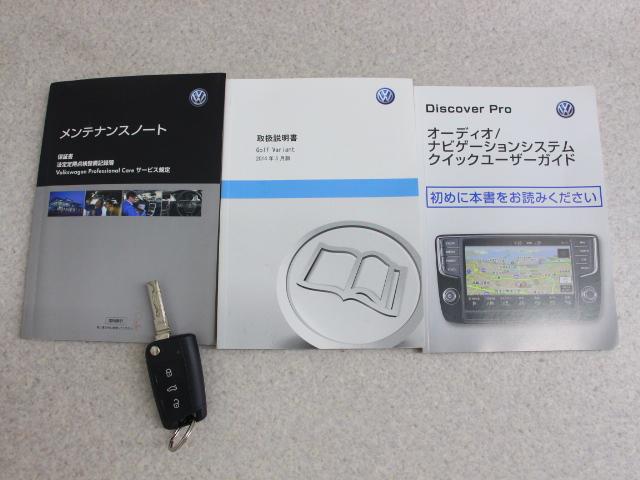 メンテナンスノート
保証書
法定定期点検整備記録簿
Volkswagen Professional Care サービス規定
取扱説明書
Golf Variant
2014年5月版
Discover Pro
オーディオ/
ナビゲーションシステム
クイックユーザーガイド
初めに本書をお読みください